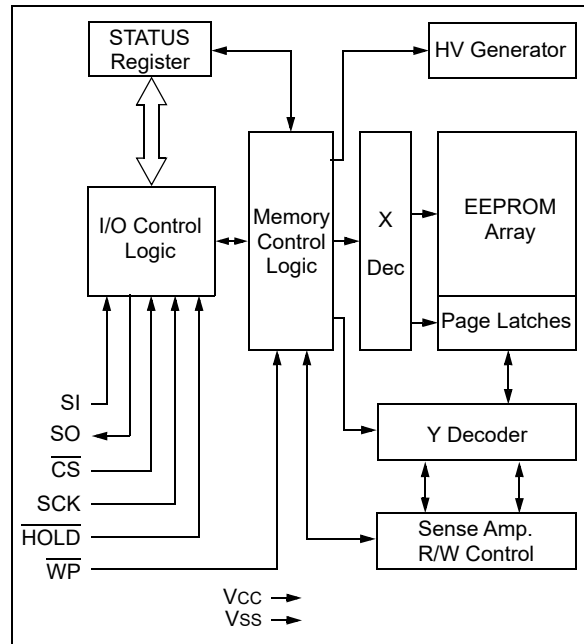 STATUS
Register
HV Generator
I/O Control
Logic
Memory
Control
Logic
X
Dec
EEPROM
Array
Page Latches
SI
SO
CS
SCK
HOLD
WP
Y Decoder
Sense Amp.
R/W Control
VCC
VSS